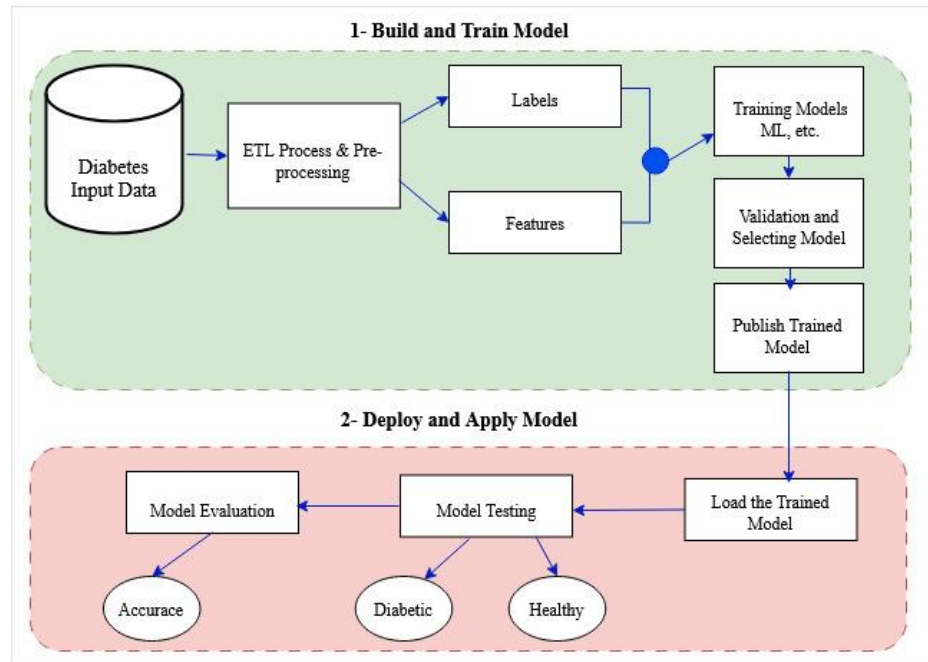 1- Build and Train Model
Diabetes
Input Data
ETL Process & Pre-
processing
Labels
Features
Training Models
ML, etc.
Validation and
Selecting Model
Publish Trained
Model
2- Deploy and Apply Model
Load the Trained
Model
Model Testing
Model Evaluation
Accurace
Diabetic
Healthy